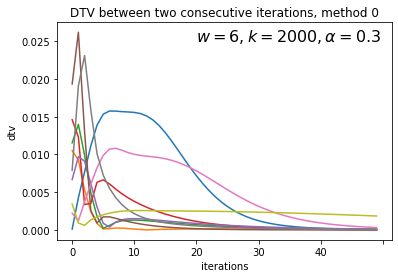 DTV between two consecutive iterations, method 0
w = 6, k = 2000, α = 0.3
dtv
0.025
0.020
0.015
0.010
0.005
0.000
0 10 20 30 40
iterations